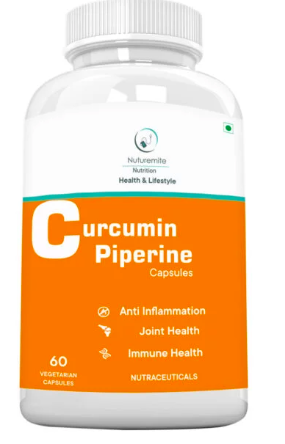 Nuturemite
Nutrition
Health & Lifestyle
Curcumin
Piperine
Capsules
Anti Inflammation
Joint Health
Immune Health
60
VEGETARIAN
CAPSULES
NUTRACEUTICALS